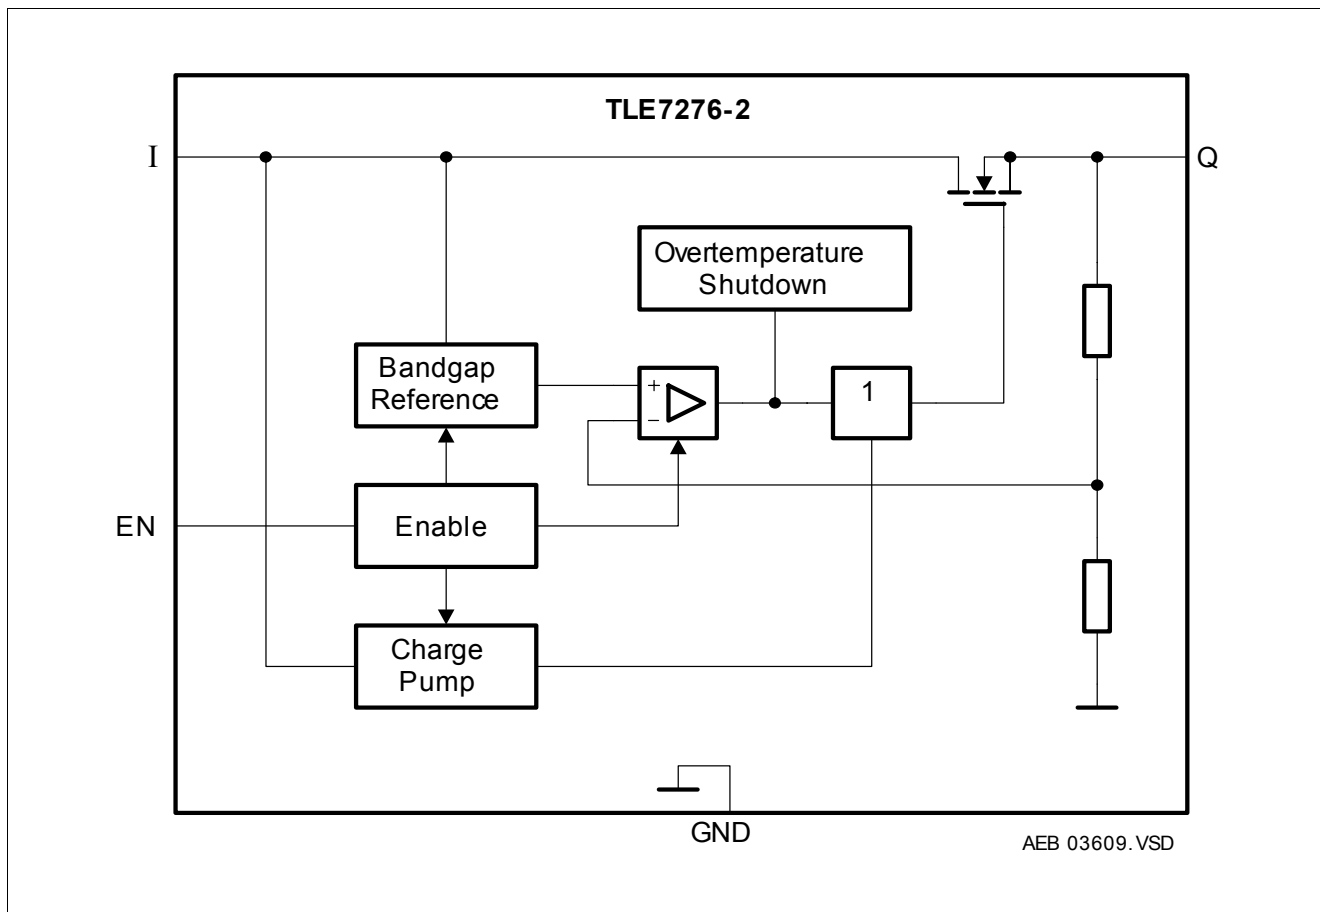 TLE7276-2
I
Q
Overtemperature
Shutdown
Bandgap
Reference
+
−
1
EN
Enable
Charge
Pump
GND
AEB 03609.VSD